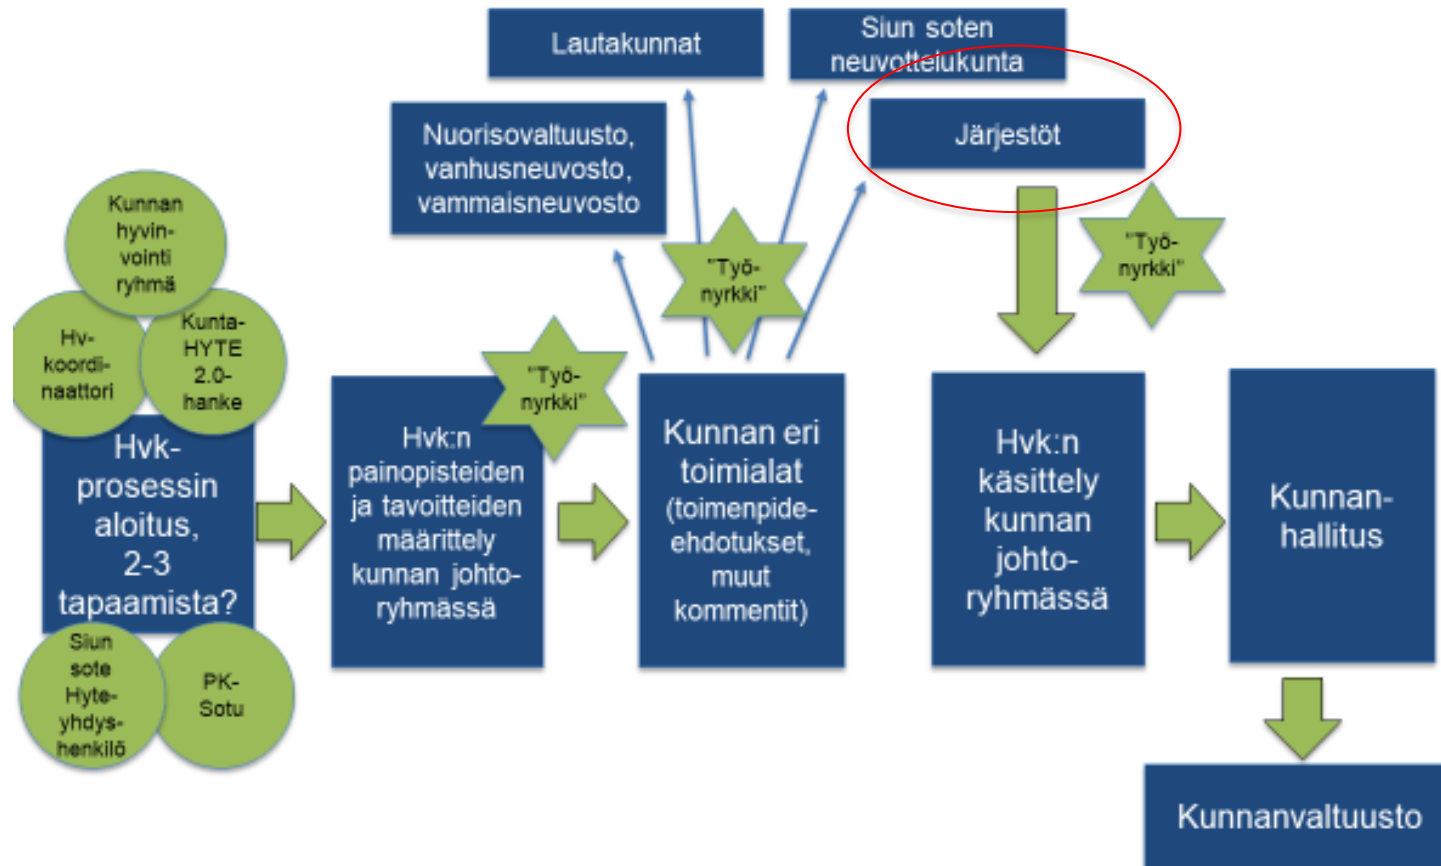 Lautakunnat
Siun soten
neuvottelukunta
Nuorisovaltuusto,
vanhusneuvosto,
vammaisneuvosto
Järjestöt
Kunnan
hyvin-
vointi
ryhmä
Hv-
koordi-
naattori
Kunta-
HYTE
2.0-
hanke
"Työ-
nyrkki"
"Työ-
nyrkki"
"Työ-
nyrkki"
Hvk-
prosessin
aloitus,
2-3
tapaamista?
Hvk:n
painopisteiden
ja tavoitteiden
määrittely
kunnan johto-
ryhmässä
Kunnan eri
toimialat
(toimenpide-
ehdotukset,
muut
kommentit)
Hvk:n
käsittely
kunnan
johto-
ryhmässä
Kunnan-
hallitus
Siun
sote
Hyte-
yhdys-
henkilö
PK-
Sotu
Kunnanvaltuusto